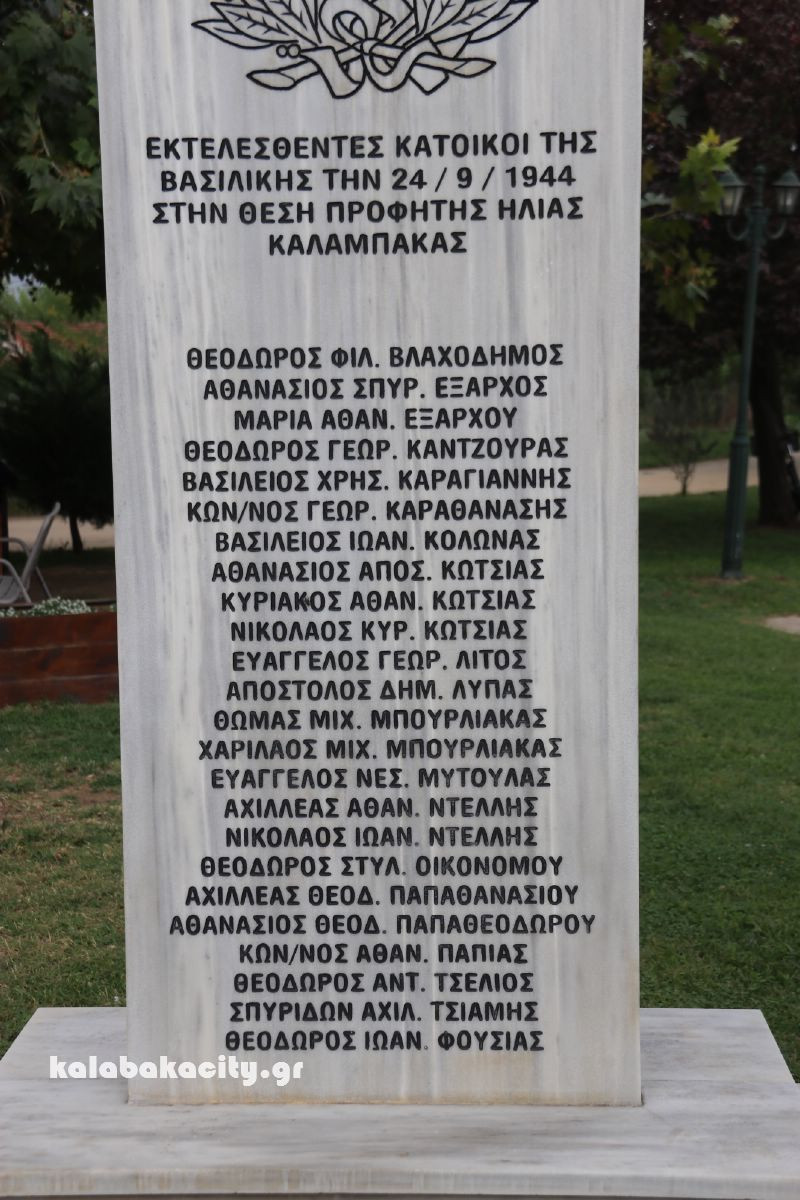 ΕΚΤΕΛΕΣΘΕΝΤΕΣ ΚΑΤΟΙΚΟΙ ΤΗΣ
ΒΑΣΙΛΙΚΗΣ ΤΗΝ 24 / 9 / 1944
ΣΤΗΝ ΘΕΣΗ ΠΡΟΦΗΤΗΣ ΗΛΙΑΣ
ΚΑΛΑΜΠΑΚΑΣ
ΘΕΟΔΩΡΟΣ ΦΙΛ. ΒΛΑΧΟΔΗΜΟΣ
ΑΘΑΝΑΣΙΟΣ ΣΠΥΡ. ΕΞΑΡΧΟΣ
ΜΑΡΙΑ ΑΘΑΝ. ΕΞΑΡΧΟΥ
ΘΕΟΔΩΡΟΣ ΓΕΩΡ. ΚΑΝΤΖΟΥΡΑΣ
ΒΑΣΙΛΕΙΟΣ ΧΡΗΣ. ΚΑΡΑΓΙΑΝΝΗΣ
ΚΩΝ/ΝΟΣ ΓΕΩΡ. ΚΑΡΑΘΑΝΑΣΗΣ
ΒΑΣΙΛΕΙΟΣ ΙΩΑΝ. ΚΟΛΩΝΑΣ
ΑΘΑΝΑΣΙΟΣ ΑΠΟΣ. ΚΩΤΣΙΑΣ
ΚΥΡΙΑΚΟΣ ΑΘΑΝ. ΚΩΤΣΙΑΣ
ΝΙΚΟΛΑΟΣ ΚΥΡ. ΚΩΤΣΙΑΣ
ΕΥΑΓΓΕΛΟΣ ΓΕΩΡ. ΛΙΤΟΣ
ΑΠΟΣΤΟΛΟΣ ΔΗΜ. ΛΥΠΑΣ
ΘΩΜΑΣ ΜΙΧ. ΜΠΟΥΡΛΙΑΚΑΣ
ΧΑΡΙΛΑΟΣ ΜΙΧ. ΜΠΟΥΡΛΙΑΚΑΣ
ΕΥΑΓΓΕΛΟΣ ΝΕΣ. ΜΥΤΟΥΛΑΣ
ΑΧΙΛΛΕΑΣ ΑΘΑΝ. ΝΤΕΛΛΗΣ
ΝΙΚΟΛΑΟΣ ΙΩΑΝ. ΝΤΕΛΛΗΣ
ΘΕΟΔΩΡΟΣ ΣΤΥΛ. ΟΙΚΟΝΟΜΟΥ
ΑΧΙΛΛΕΑΣ ΘΕΟΔ. ΠΑΠΑΘΑΝΑΣΙΟΥ
ΑΘΑΝΑΣΙΟΣ ΘΕΟΔ. ΠΑΠΑΘΕΟΔΩΡΟΥ
ΚΩΝ/ΝΟΣ ΑΘΑΝ. ΠΑΠΙΑΣ
ΘΕΟΔΩΡΟΣ ΑΝΤ. ΤΣΕΛΙΟΣ
ΣΠΥΡΙΔΩΝ ΑΧΙΛ. ΤΣΙΑΜΗΣ
ΘΕΟΔΩΡΟΣ ΙΩΑΝ. ΦΟΥΣΙΑΣ
kalabakacity.gr